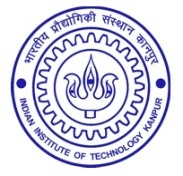 भारतीय प्रौद्योगिकी संस्थान कानपुर
INDIAN INSTITUTE OF TECHNOLOGY KANPUR